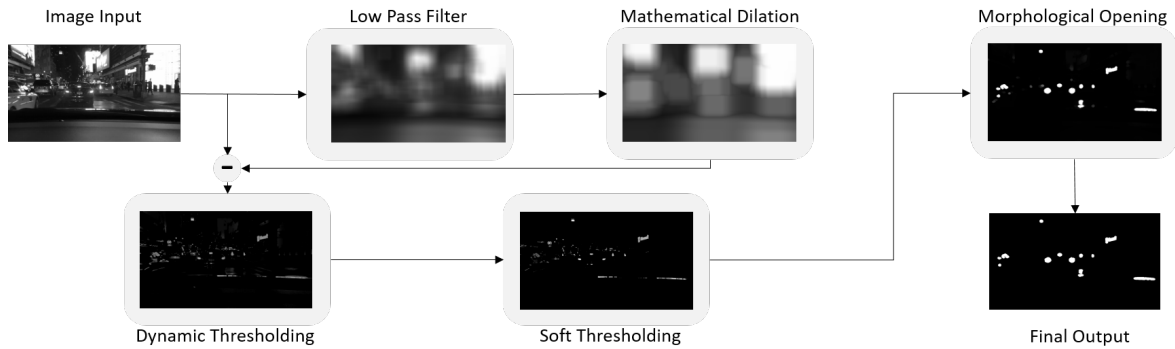 Image Input
Low Pass Filter
Mathematical Dilation
Morphological Opening
Dynamic Thresholding
Soft Thresholding
Final Output